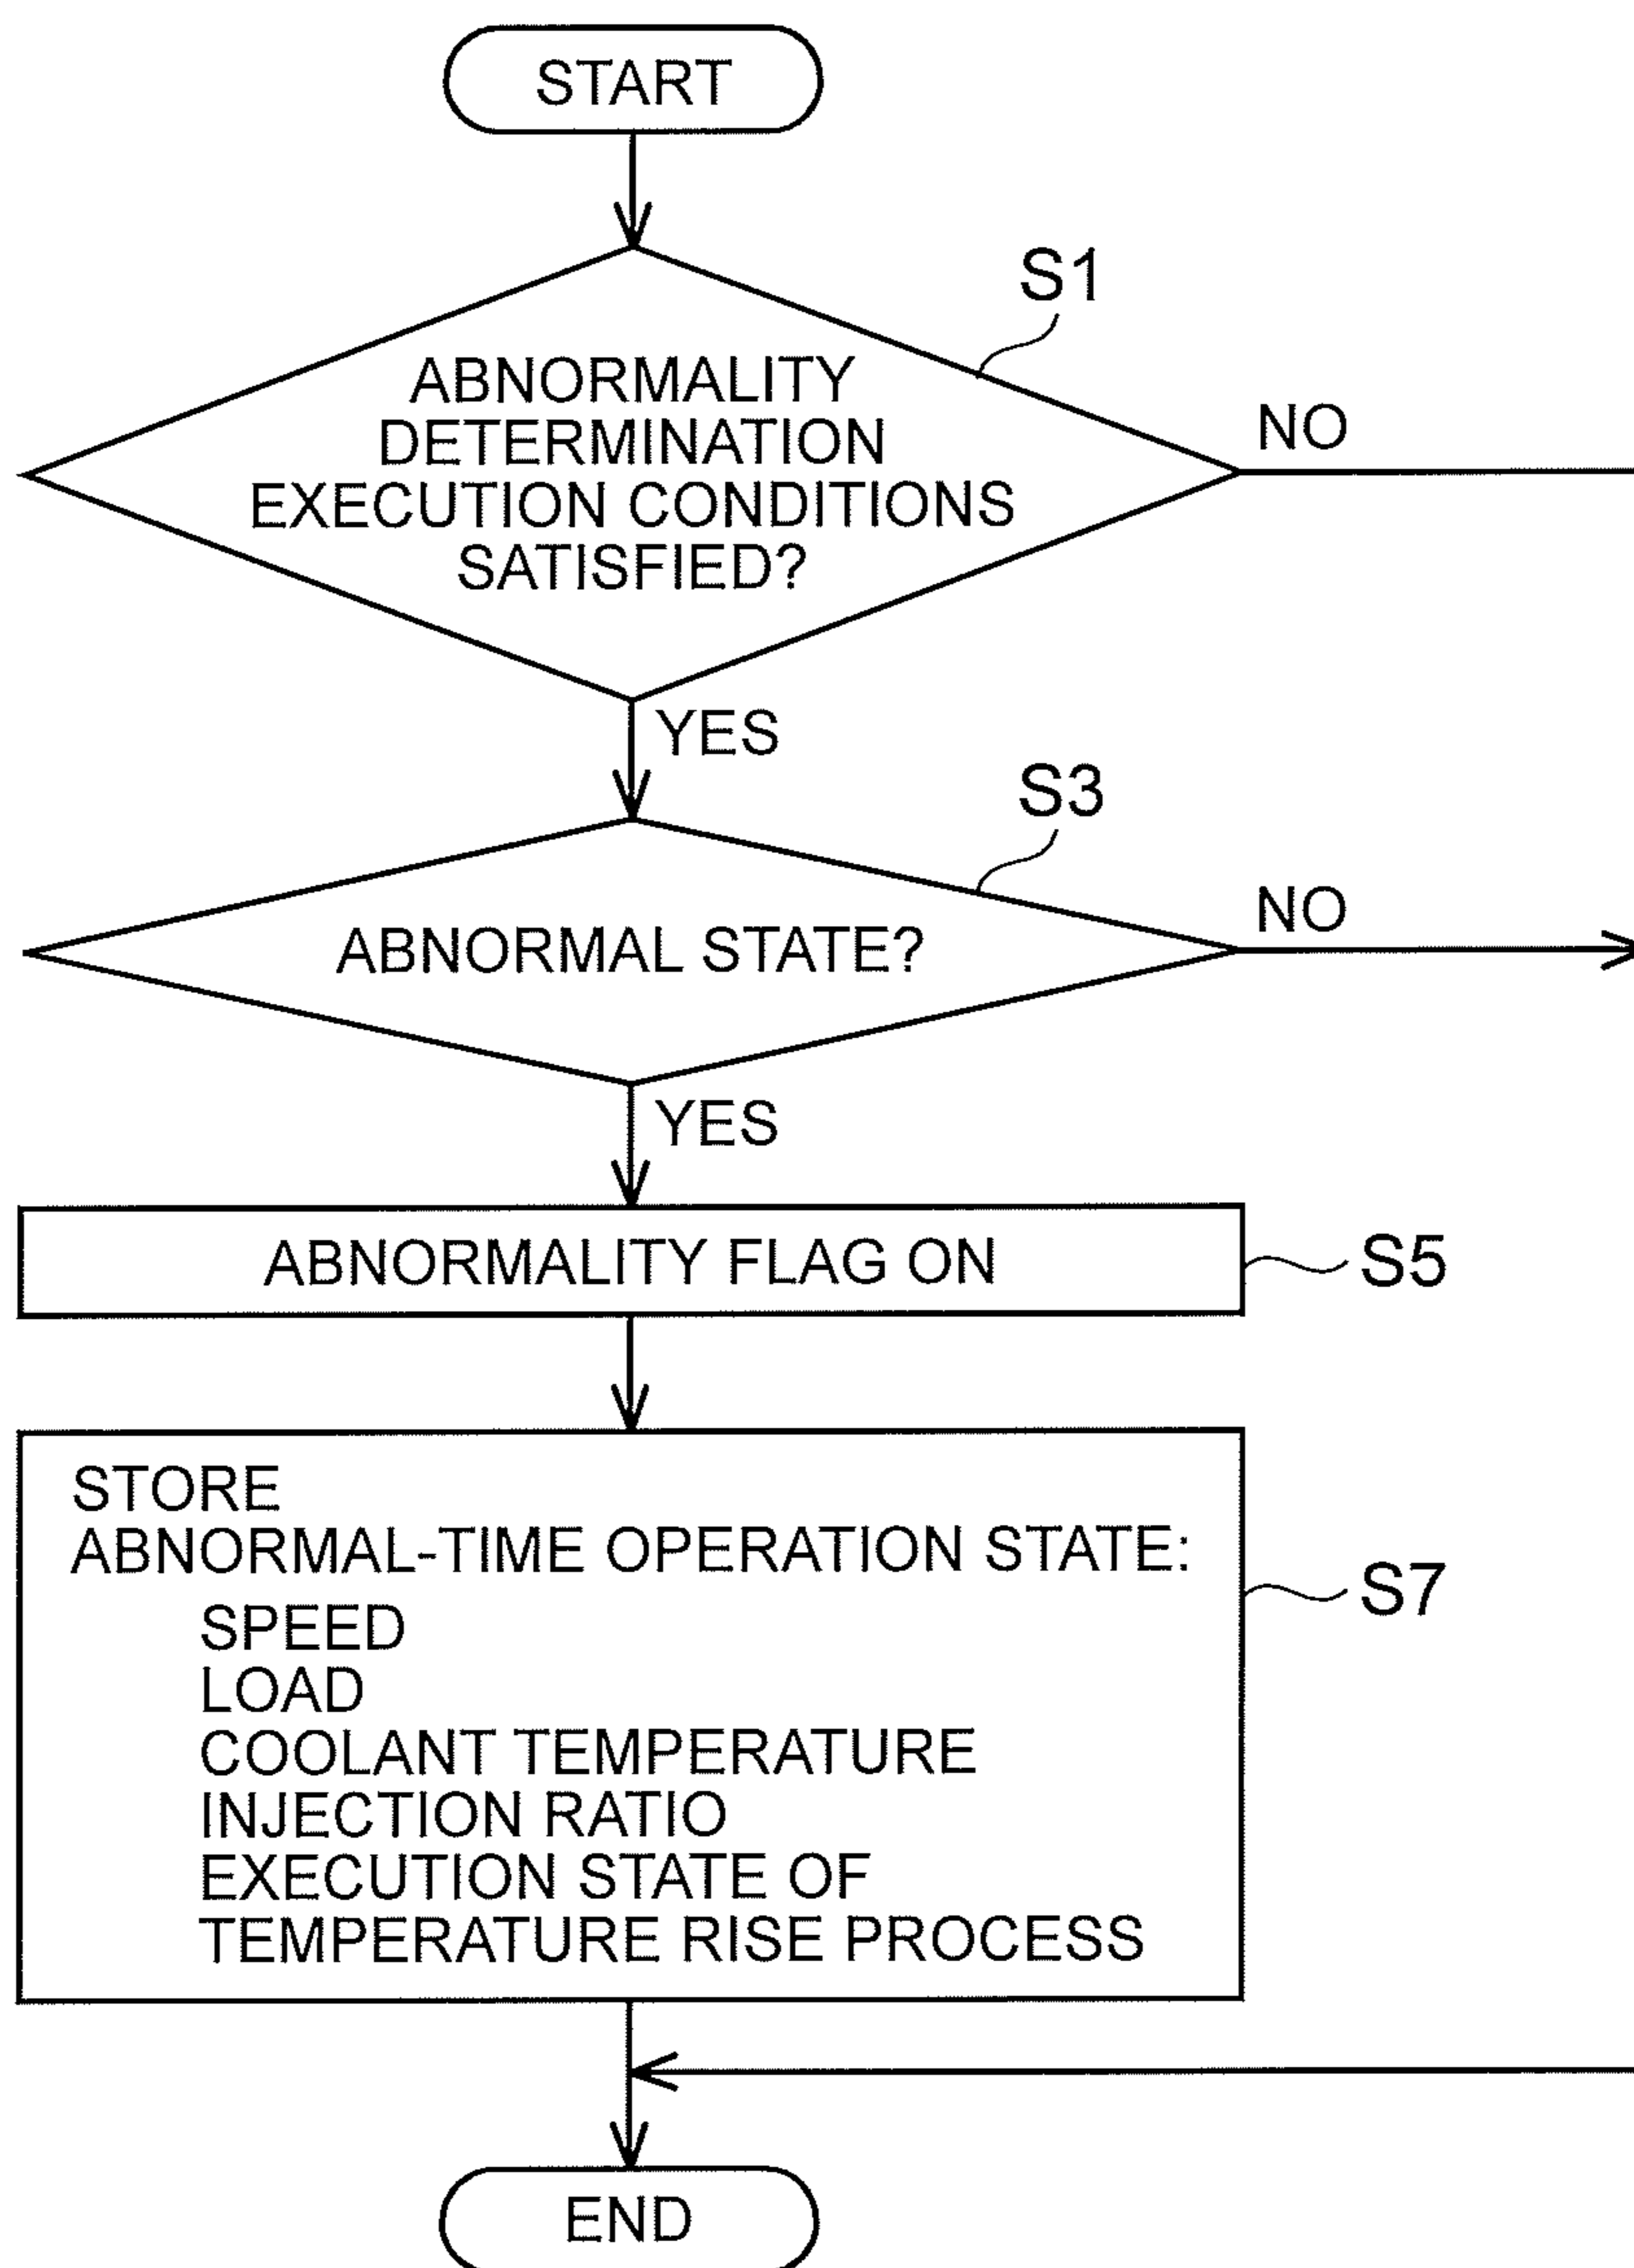 START
S1
ABNORMALITY
DETERMINATION
EXECUTION CONDITIONS
SATISFIED?
NO
YES
S3
ABNORMAL STATE?
NO
YES
ABNORMALITY FLAG ON
S5
STORE
ABNORMAL-TIME OPERATION STATE:
SPEED
LOAD
COOLANT TEMPERATURE
INJECTION RATIO
EXECUTION STATE OF
TEMPERATURE RISE PROCESS
S7
END